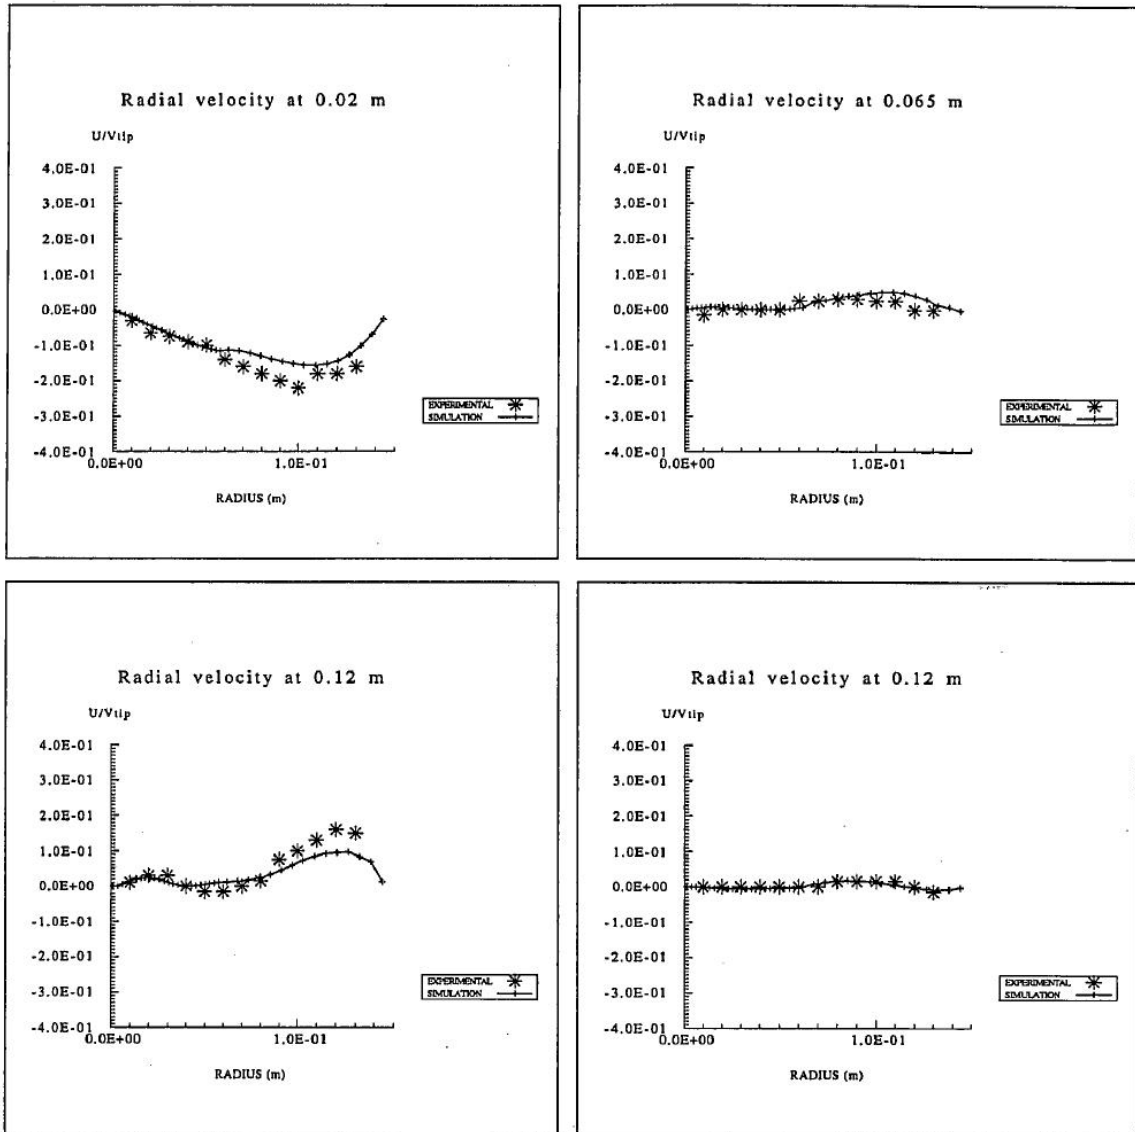 Radial velocity at 0.02 m
U/Vtip
4.0E-01
3.0E-01
2.0E-01
1.0E-01
0.0E+00
-1.0E-01
-2.0E-01
-3.0E-01
-4.0E-01
0.0E+00 1.0E-01
RADIUS (m)
EXPERIMENTAL
SIMULATION
Radial velocity at 0.065 m
U/Vtip
4.0E-01
3.0E-01
2.0E-01
1.0E-01
0.0E+00
-1.0E-01
-2.0E-01
-3.0E-01
-4.0E-01
0.0E+00 1.0E-01
RADIUS (m)
EXPERIMENTAL
SIMULATION
Radial velocity at 0.12 m
U/Vtip
4.0E-01
3.0E-01
2.0E-01
1.0E-01
0.0E+00
-1.0E-01
-2.0E-01
-3.0E-01
-4.0E-01
0.0E+00 1.0E-01
RADIUS (m)
EXPERIMENTAL
SIMULATION
Radial velocity at 0.12 m
U/Vtip
4.0E-01
3.0E-01
2.0E-01
1.0E-01
0.0E+00
-1.0E-01
-2.0E-01
-3.0E-01
-4.0E-01
0.0E+00 1.0E-01
RADIUS (m)
EXPERIMENTAL
SIMULATION